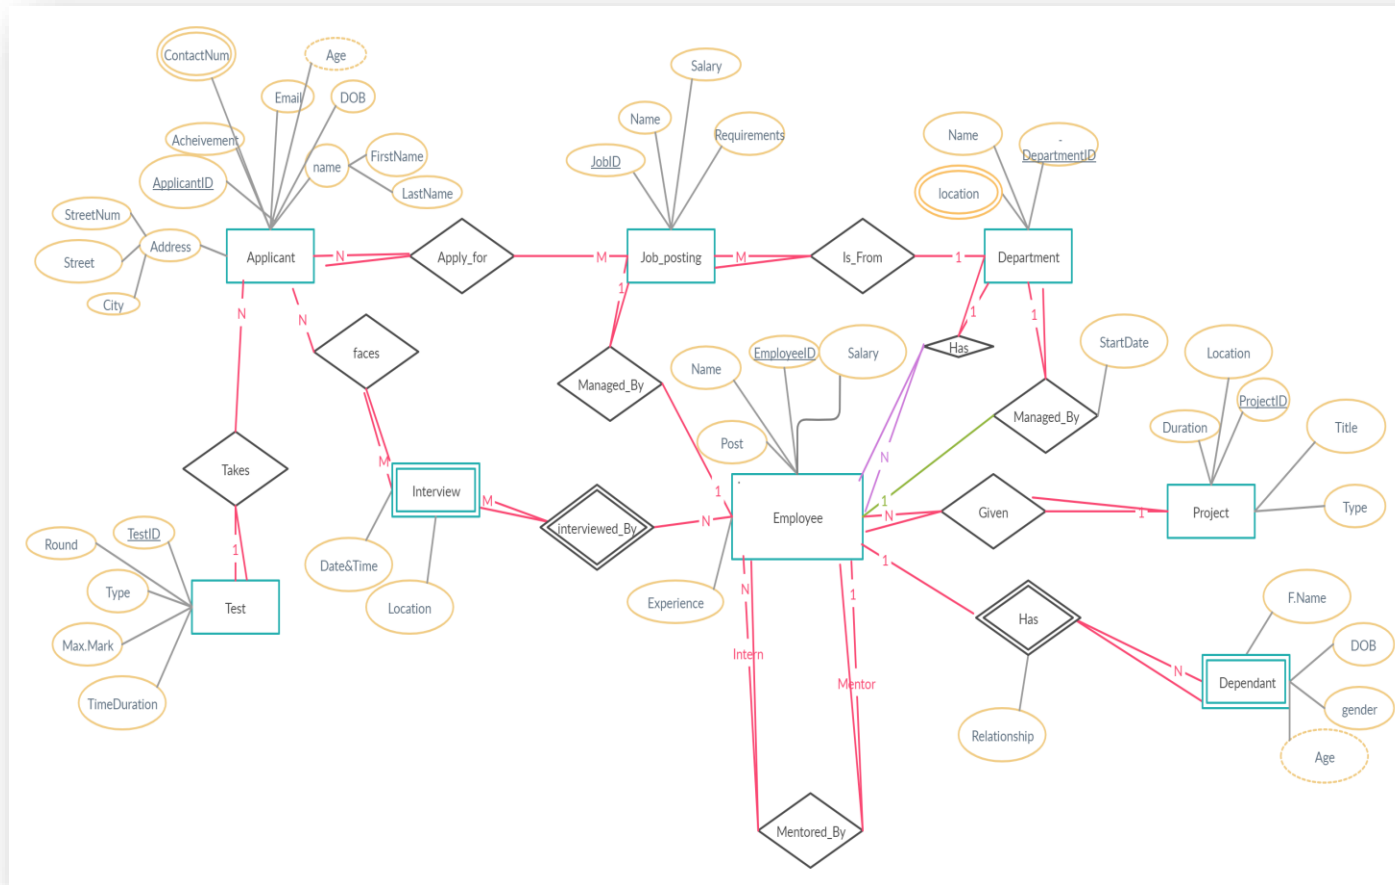 ContactNum
Age
Email
DOB
Acheivement
name
FirstName
LastName
ApplicantID
StreetNum
Address
Street
City
Applicant
N
Apply_for
M
Salary
Name
Requirements
JobID
Job_posting
M
Is_From
1
Name
-
DepartmentID
location
Department
N
N
faces
1
Managed_By
1
Has
1
StartDate
Managed_By
Name
EmployeeID
Salary
Post
Location
ProjectID
Duration
Title
Type
Takes
M
Interview
M
interviewed_By
N
1
Employee
N
1
N
Given
1
Project
Date&Time
Location
Experience
1
TestID
Round
Type
Max.Mark
TimeDuration
Test
N
Intern
1
Mentor
Mentored_By
1
Has
Relationship
N
Dependant
F.Name
DOB
gender
Age